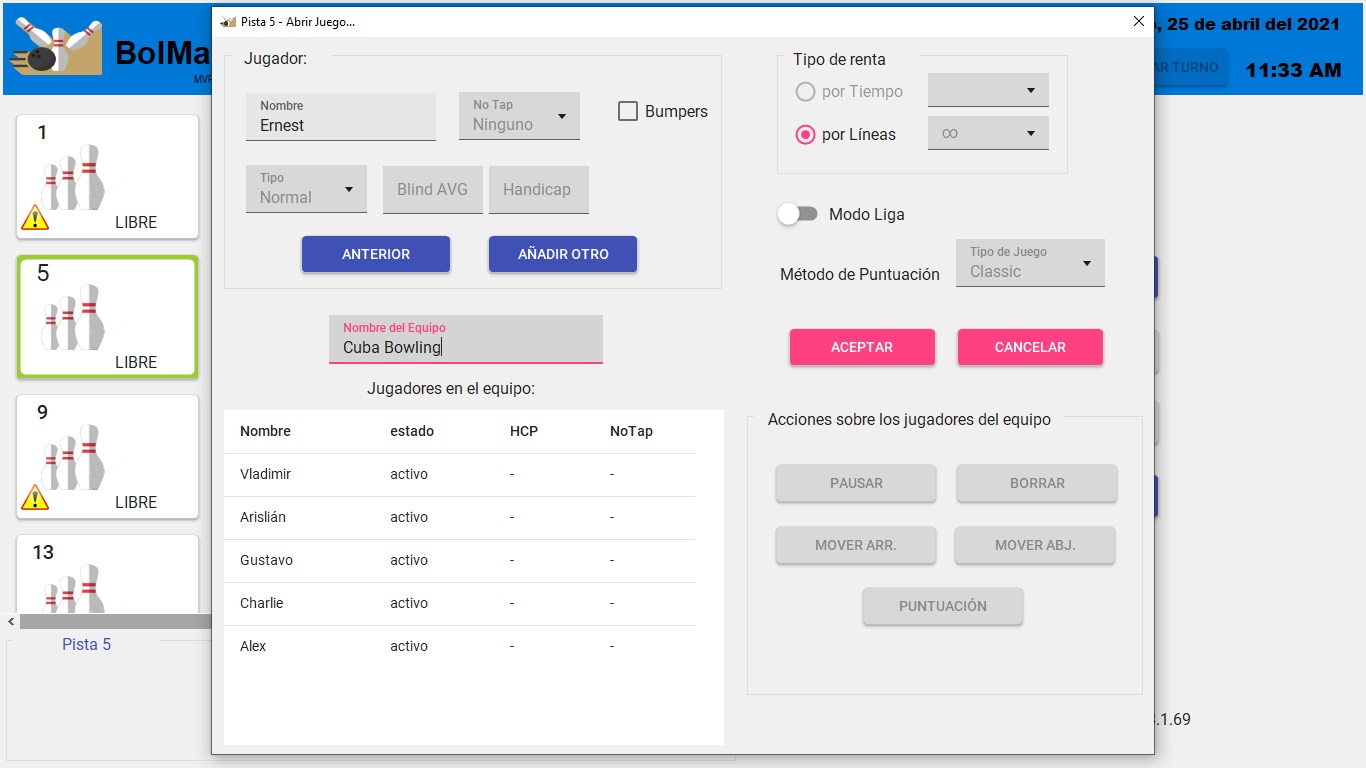 Pista 5 - Abrir Juego...
BolMa
MVP
, 25 de abril del 2021
AR TURNO
11:33 AM
1
LIBRE
5
LIBRE
9
LIBRE
13
Pista 5
Jugador:
Nombre
Ernest
No Tap
Ninguno
Bumpers
Tipo
Normal
Blind AVG
Handicap
ANTERIOR
AÑADIR OTRO
Nombre del Equipo
Cuba Bowling
Jugadores en el equipo:
Nombre estado HCP NoTap
Vladimir activo - -
Arislián activo - -
Gustavo activo - -
Charlie activo - -
Alex activo - -
Tipo de renta
por Tiempo
por Líneas ∞
Modo Liga
Método de Puntuación
Tipo de Juego
Classic
ACEPTAR
CANCELAR
Acciones sobre los jugadores del equipo
PAUSAR
BORRAR
MOVER ARR.
MOVER ABJ.
PUNTUACIÓN
.1.69